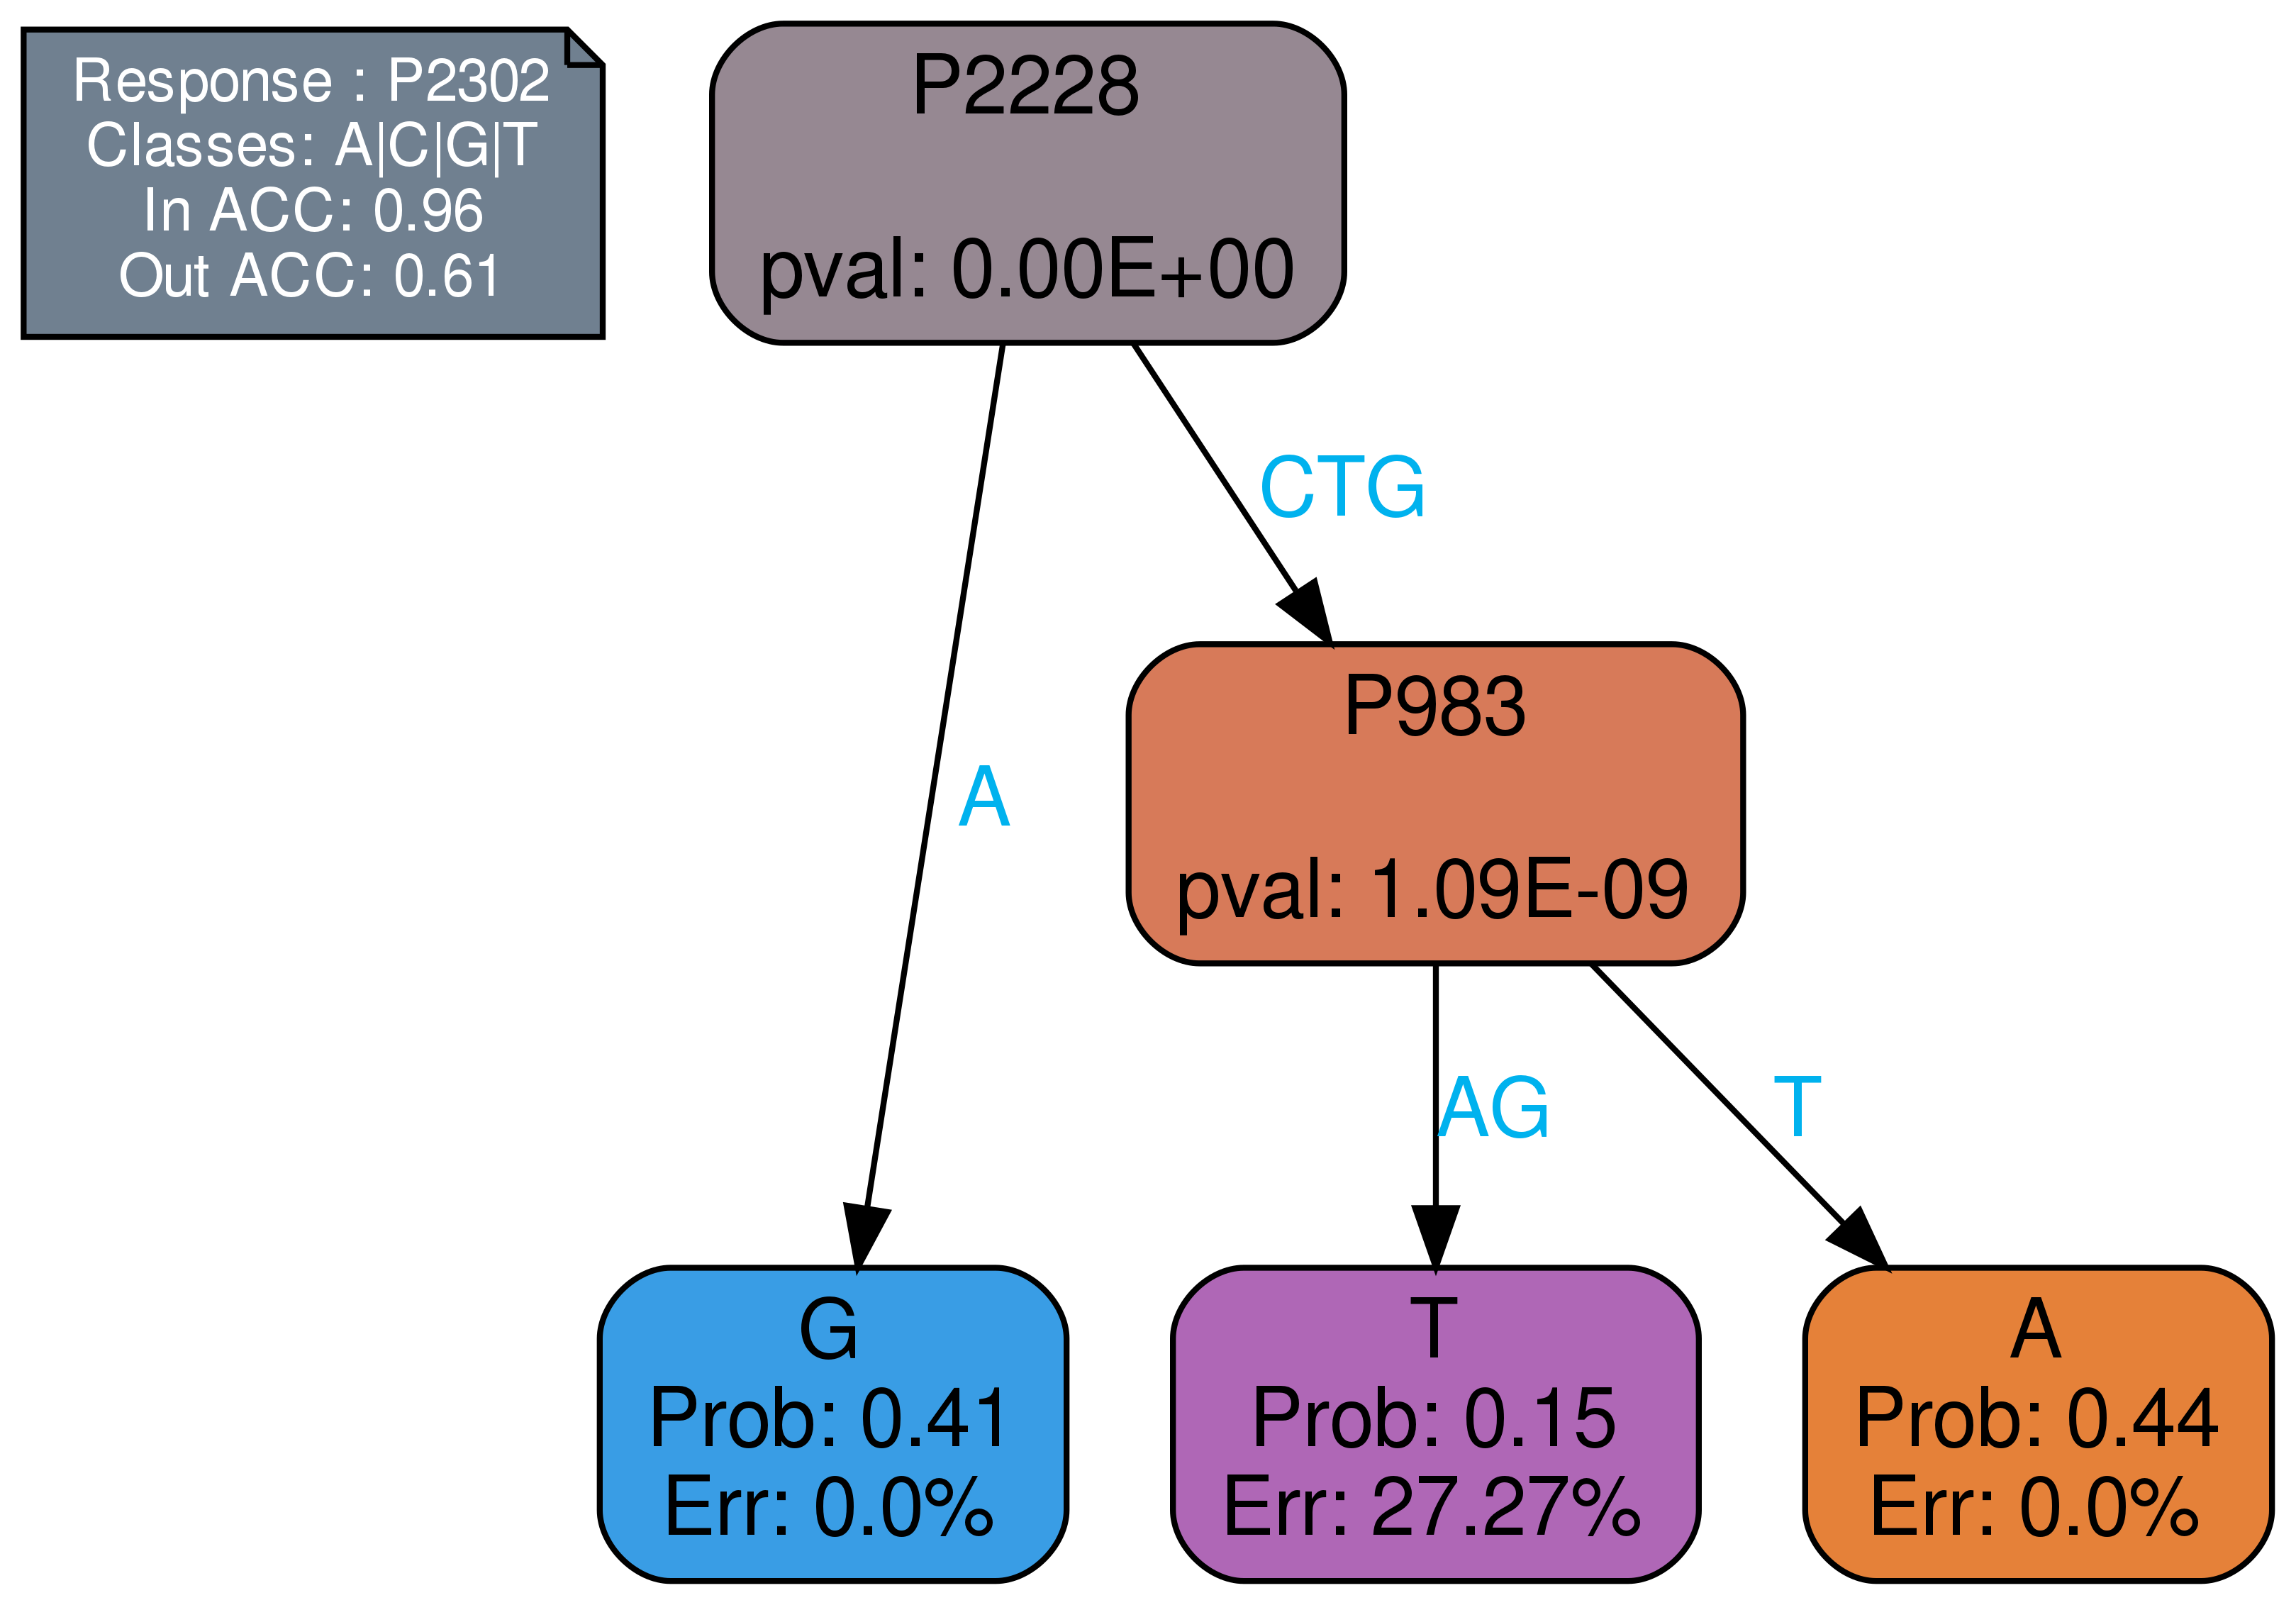 Response : P2302
Classes: A|C|G|T
In ACC: 0.96
Out ACC: 0.61
P2228
pval: 0.00E+00
CTG
A
P983
pval: 1.09E-09
AG
T
G
Prob: 0.41
Err: 0.0%
T
Prob: 0.15
Err: 27.27%
A
Prob: 0.44
Err: 0.0%